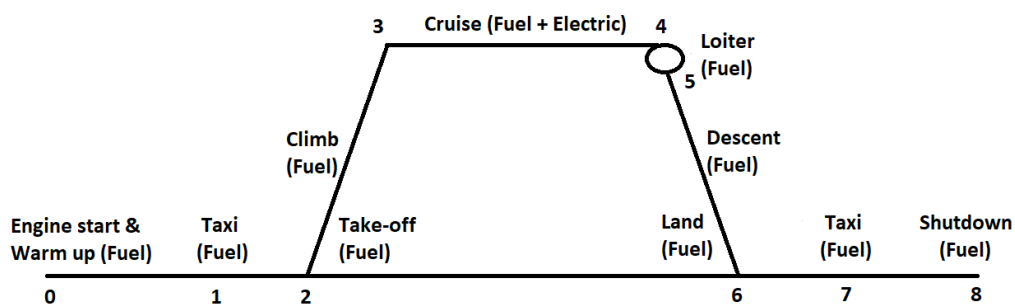 3
Cruise (Fuel + Electric)
4
Loiter
(Fuel)
5
Climb
(Fuel)
Descent
(Fuel)
Engine start &
Warm up (Fuel)
Taxi
(Fuel)
Take-off
(Fuel)
Land
(Fuel)
Taxi
(Fuel)
Shutdown
(Fuel)
0
1
2
6
7
8